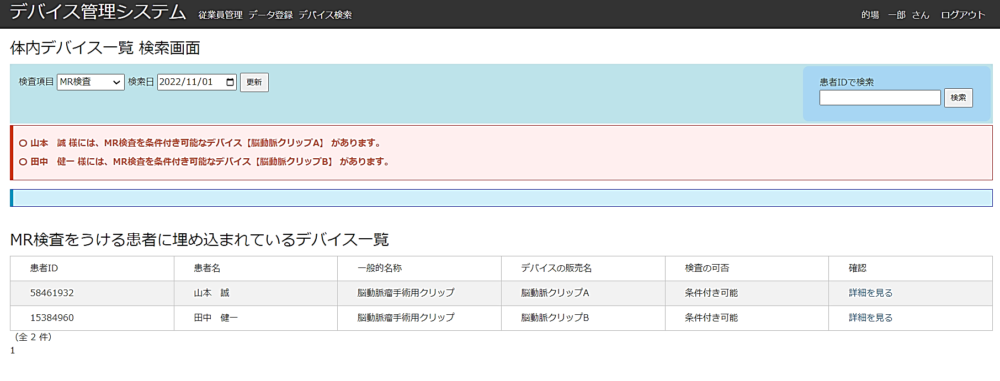 デバイス管理システム 従業員管理 データ登録 デバイス検索 的場　一郎 さん ログアウト
体内デバイス一覧 検索画面
検査項目 MR検査 検索日 2022/11/01 更新
患者IDで検索
検索
○ 山本　誠 様には、MR検査を条件付き可能なデバイス【脳動脈クリップA】 があります。
○ 田中　健一 様には、MR検査を条件付き可能なデバイス【脳動脈クリップB】 があります。
MR検査をうける患者に埋め込まれているデバイス一覧
患者ID 患者名 一般的名称 デバイスの販売名 検査の可否 確認
58461932 山本　誠 脳動脈瘤手術用クリップ 脳動脈クリップA 条件付き可能 詳細を見る
15384960 田中　健一 脳動脈瘤手術用クリップ 脳動脈クリップB 条件付き可能 詳細を見る
（全 2 件）
1